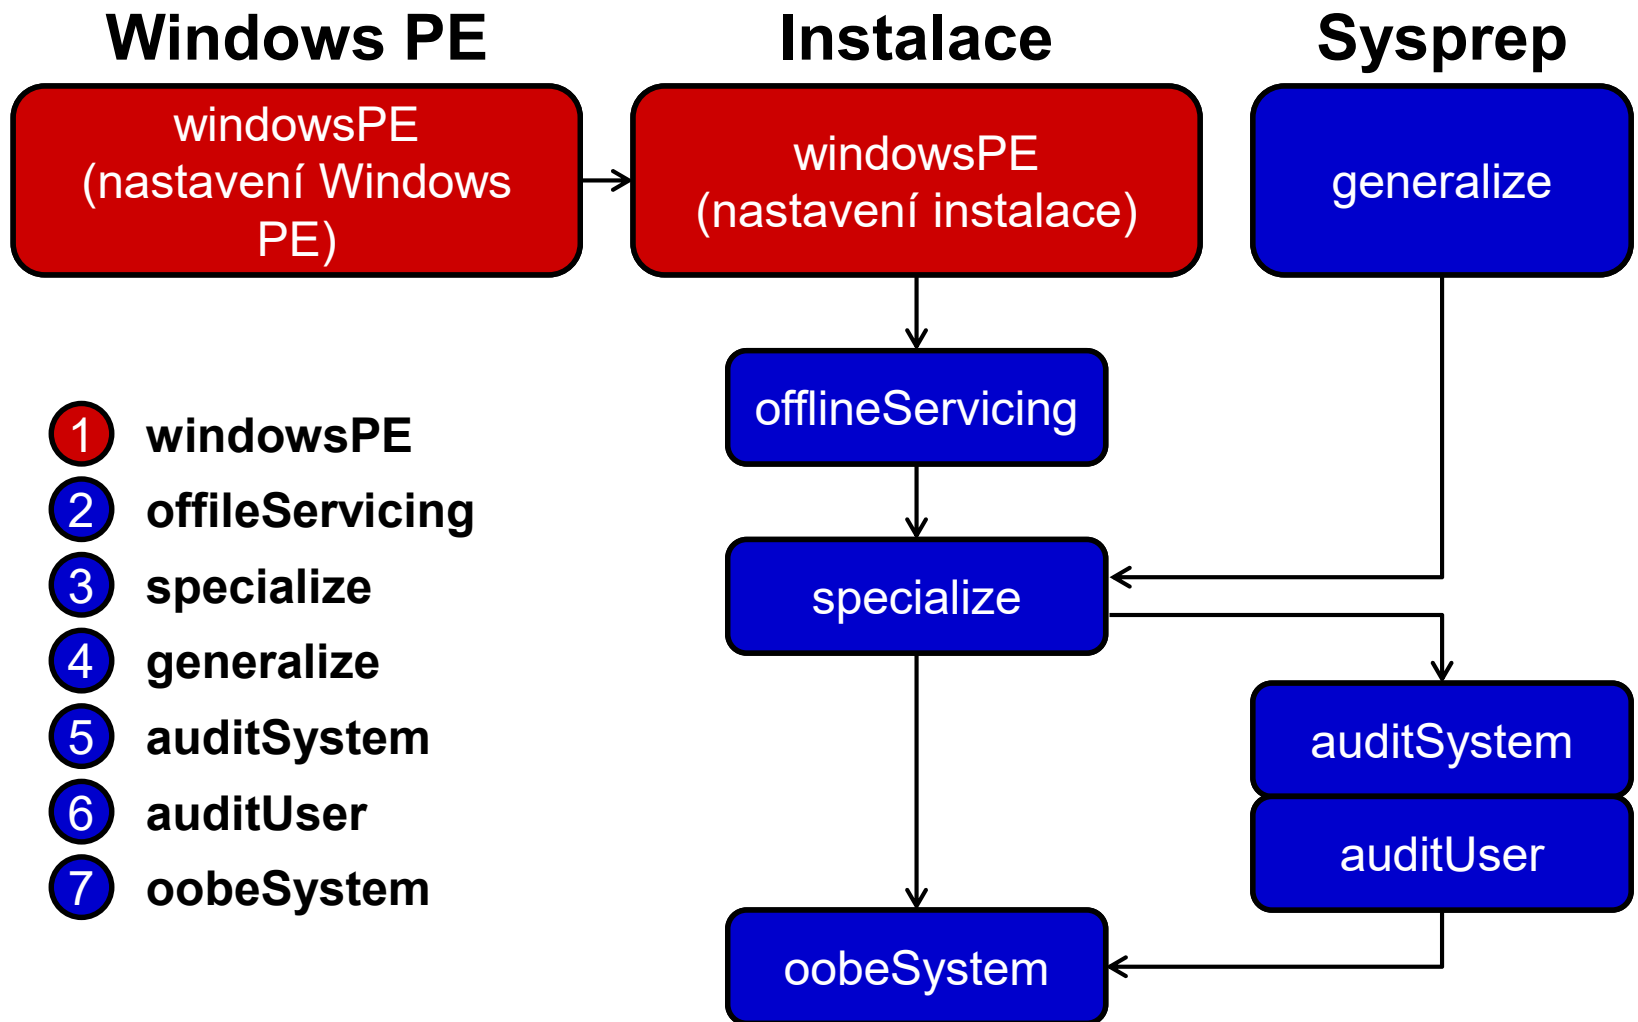 Windows PE
Instalace
Sysprep
windowsPE
(nastavení Windows
PE)
windowsPE
(nastavení instalace)
generalize
offlineServicing
1 windowsPE
2 offileServicing
3 specialize
4 generalize
5 auditSystem
6 auditUser
7 oobeSystem
specialize
auditSystem
auditUser
oobeSystem